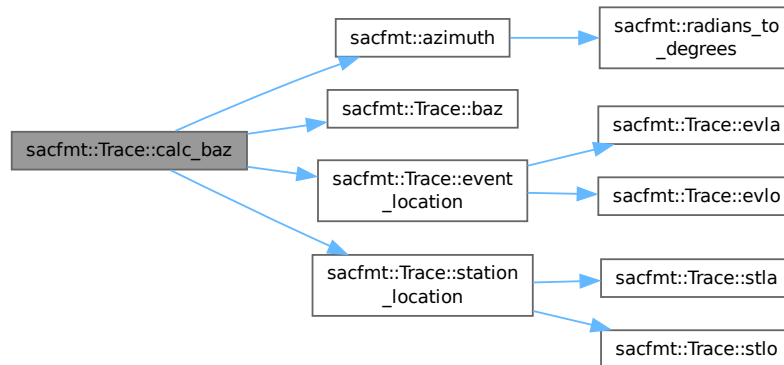 sacfmt::Trace::calc_baz
sacfmt::azimuth
sacfmt::radians_to
_degrees
sacfmt::Trace::baz
sacfmt::Trace::event
_location
sacfmt::Trace::evla
sacfmt::Trace::evlo
sacfmt::Trace::station
_location
sacfmt::Trace::stla
sacfmt::Trace::stlo